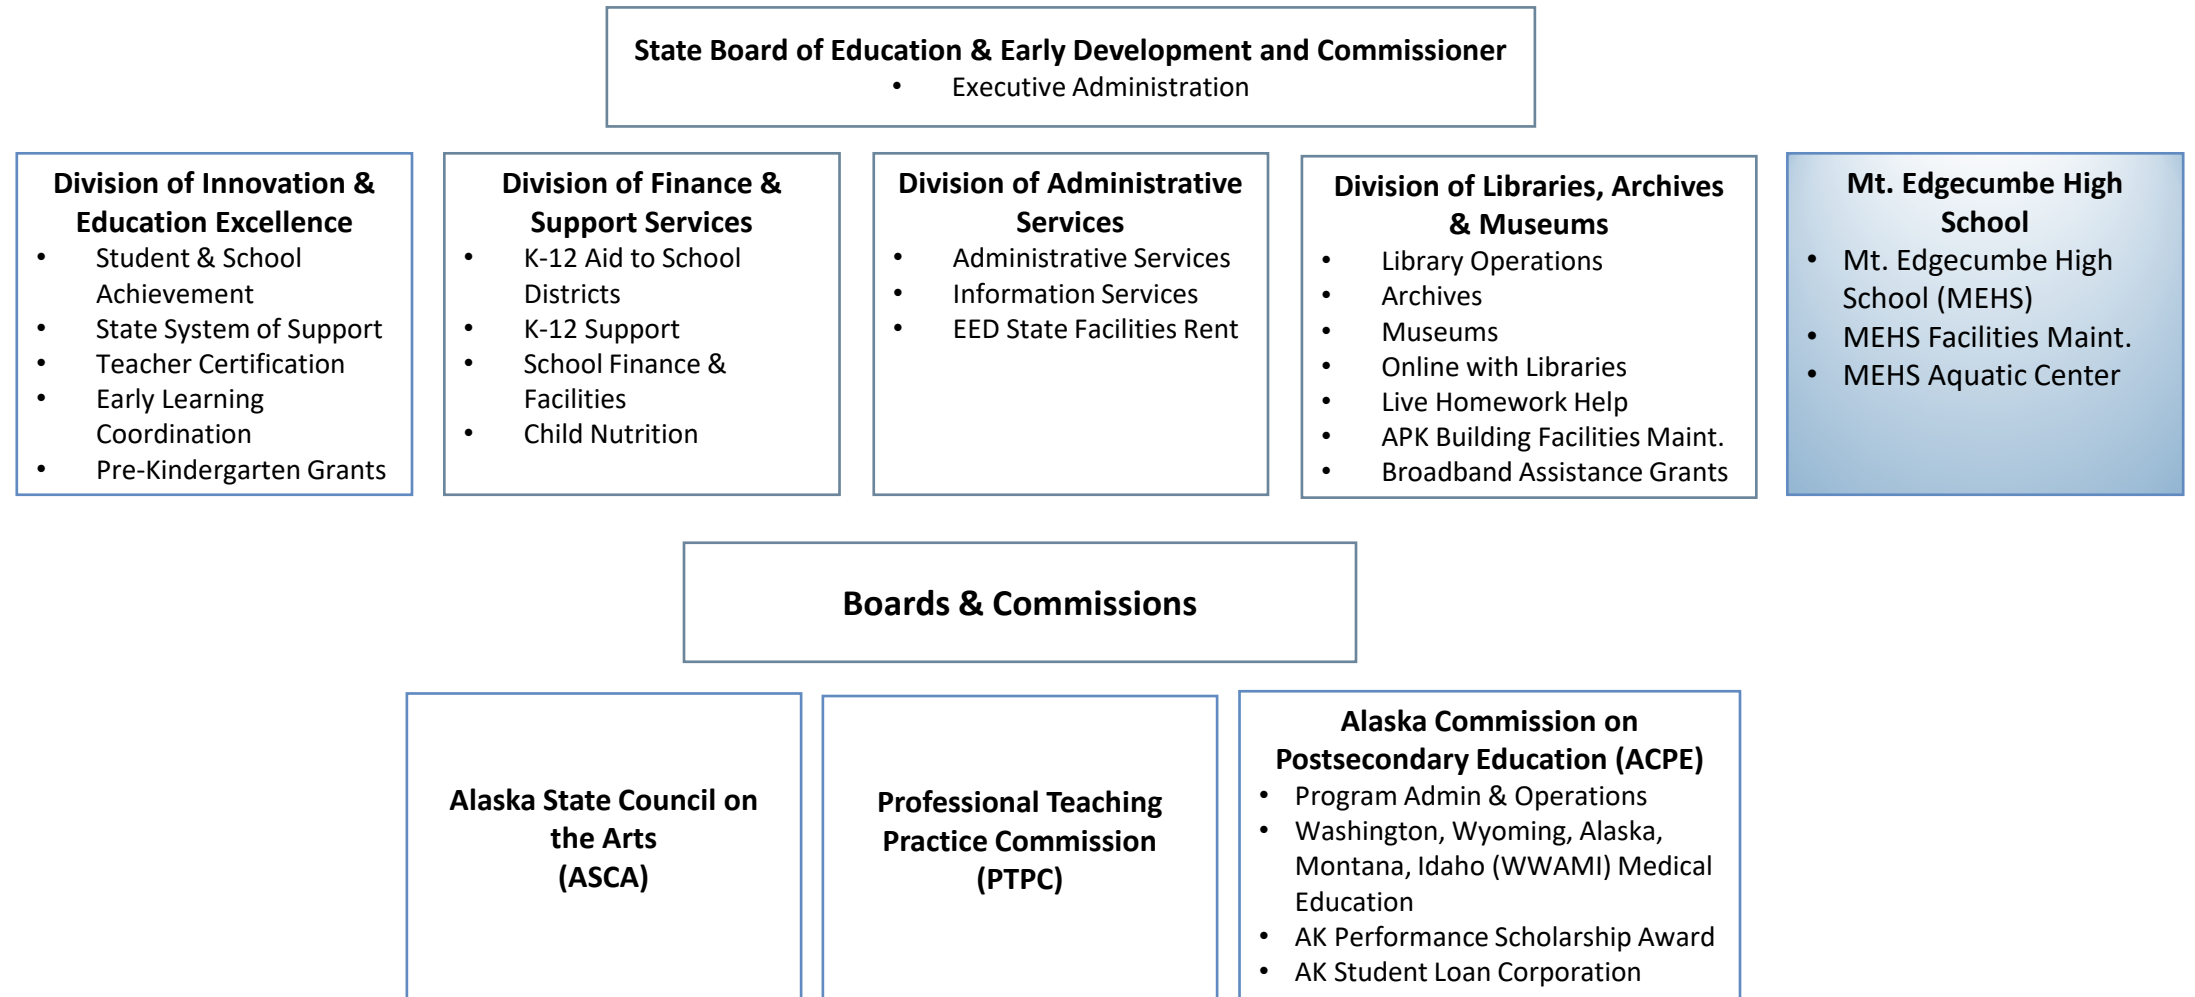 State Board of Education & Early Development and Commissioner
• Executive Administration
Division of Innovation &
Education Excellence
• Student & School
Achievement
• State System of Support
• Teacher Certification
• Early Learning
Coordination
• Pre-Kindergarten Grants
Division of Finance &
Support Services
• K-12 Aid to School
Districts
• K-12 Support
• School Finance &
Facilities
• Child Nutrition
Division of Administrative
Services
• Administrative Services
• Information Services
• EED State Facilities Rent
Division of Libraries, Archives
& Museums
• Library Operations
• Archives
• Museums
• Online with Libraries
• Live Homework Help
• APK Building Facilities Maint.
• Broadband Assistance Grants
Mt. Edgecumbe High
School
• Mt. Edgecumbe High
School (MEHS)
• MEHS Facilities Maint.
• MEHS Aquatic Center
Boards & Commissions
Alaska State Council on
the Arts
(ASCA)
Professional Teaching
Practice Commission
(PTPC)
Alaska Commission on
Postsecondary Education (ACPE)
• Program Admin & Operations
• Washington, Wyoming, Alaska,
Montana, Idaho (WWAMI) Medical
Education
• AK Performance Scholarship Award
• AK Student Loan Corporation